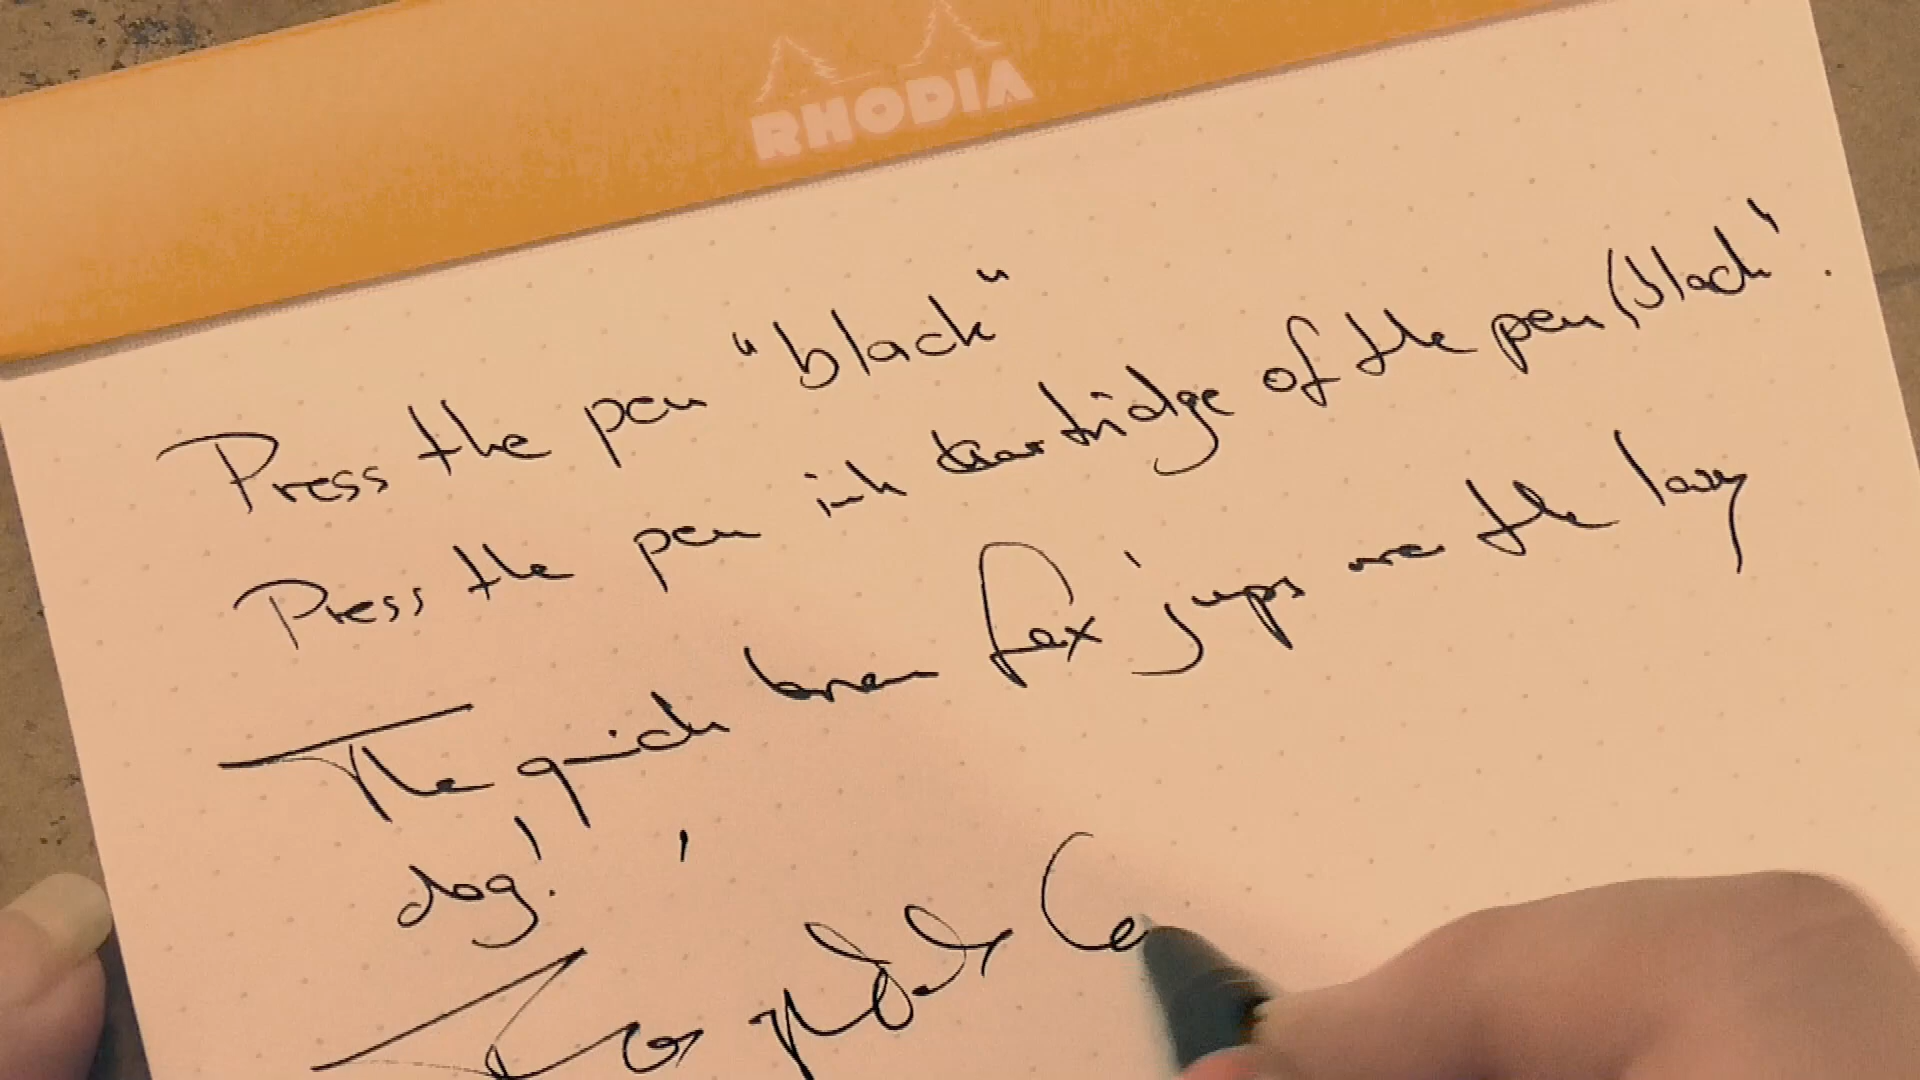 RHODIA
Press the pen "black"
Press the pen ink cartridge of the pen "black".
The quick brown fox jumps over the lazy
dog!